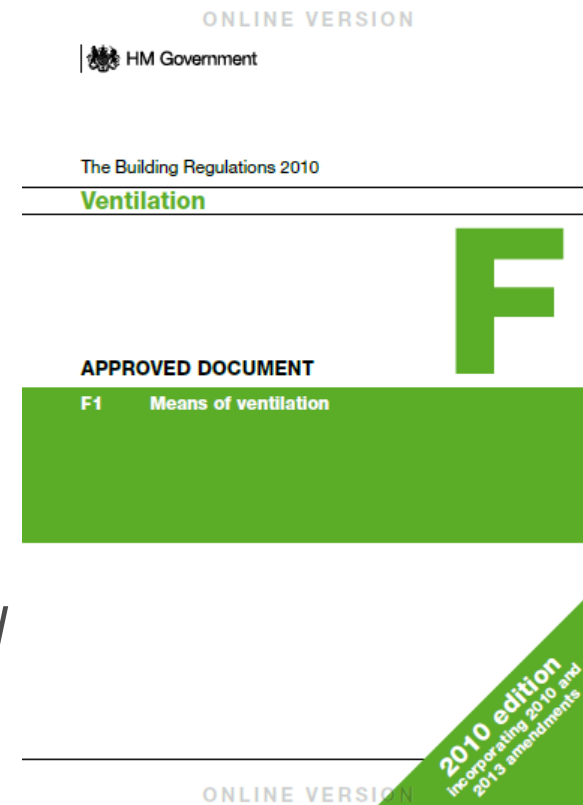 ONLINE VERSION
HM Government
The Building Regulations 2010
Ventilation
F
APPROVED DOCUMENT
F1 Means of ventilation
2010 edition
incorporating 2010 and
2013 amendments
ONLINE VERSION